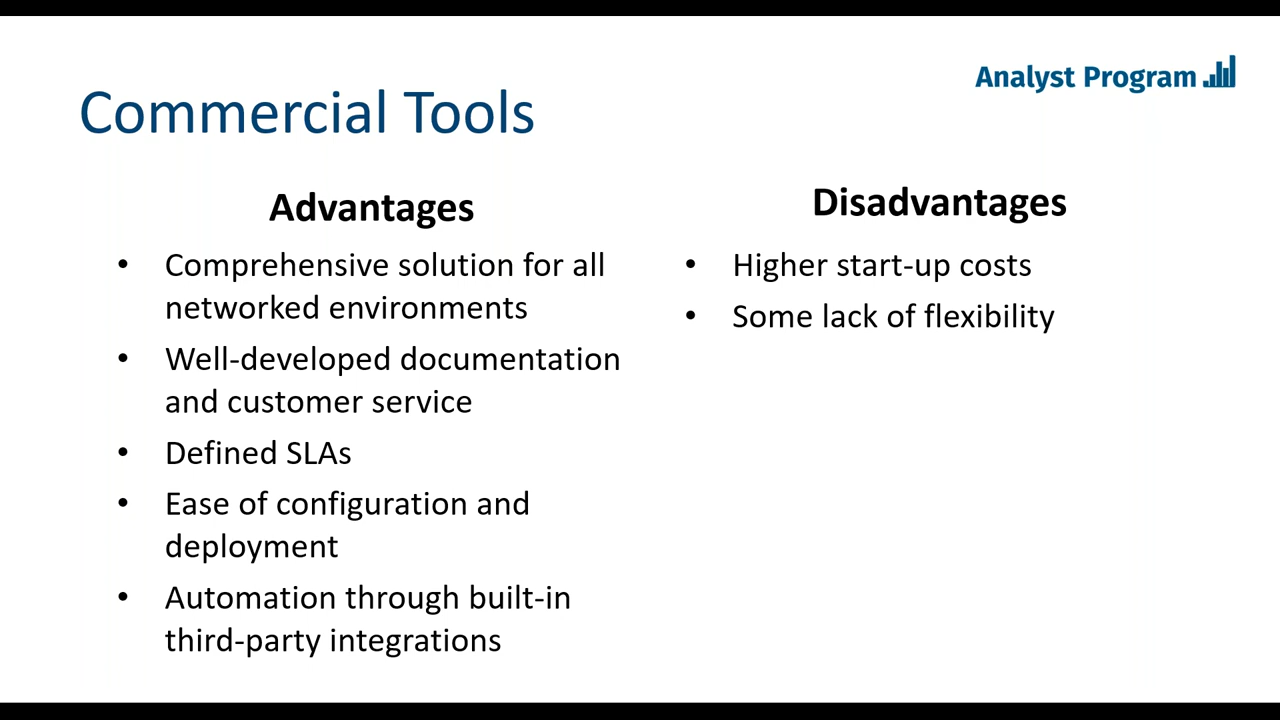 Analyst Program
Commercial Tools
Advantages
• Comprehensive solution for all
networked environments
• Well-developed documentation
and customer service
• Defined SLAs
• Ease of configuration and
deployment
• Automation through built-in
third-party integrations
Disadvantages
• Higher start-up costs
• Some lack of flexibility